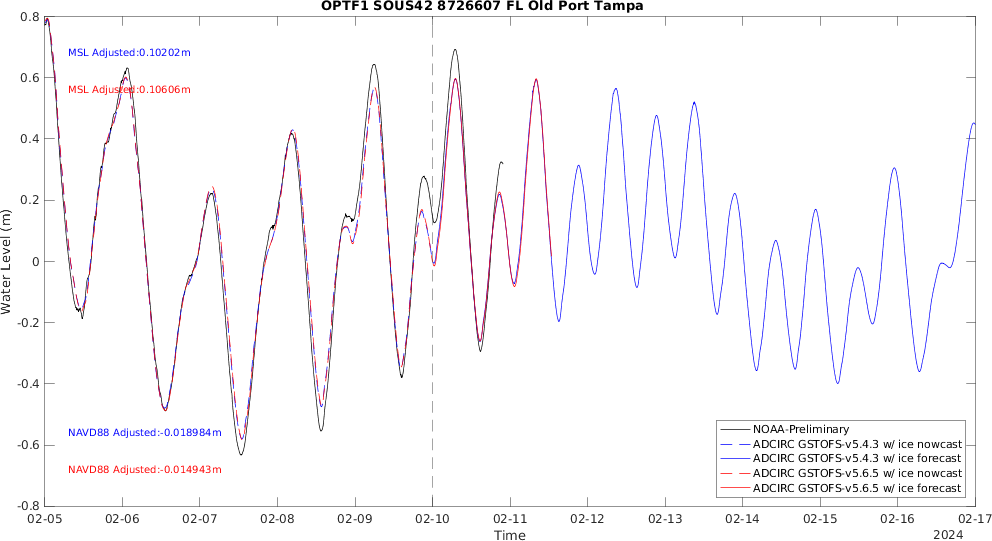 OPTF1 SOUS42 8726607 FL Old Port Tampa
0.8
0.6
0.4
0.2
0
-0.2
-0.4
-0.6
-0.8
Water Level (m)
MSL Adjusted:0.10202m
MSL Adjusted:0.10606m
NAVD88 Adjusted:-0.018984m
NAVD88 Adjusted:-0.014943m
NOAA-Preliminary
ADCIRC GSTOFS-v5.4.3 w/ ice nowcast
ADCIRC GSTOFS-v5.4.3 w/ ice forecast
ADCIRC GSTOFS-v5.6.5 w/ ice nowcast
ADCIRC GSTOFS-v5.6.5 w/ ice forecast
02-05 02-06 02-07 02-08 02-09 02-10 02-11 02-12 02-13 02-14 02-15 02-16 02-17
Time
2024